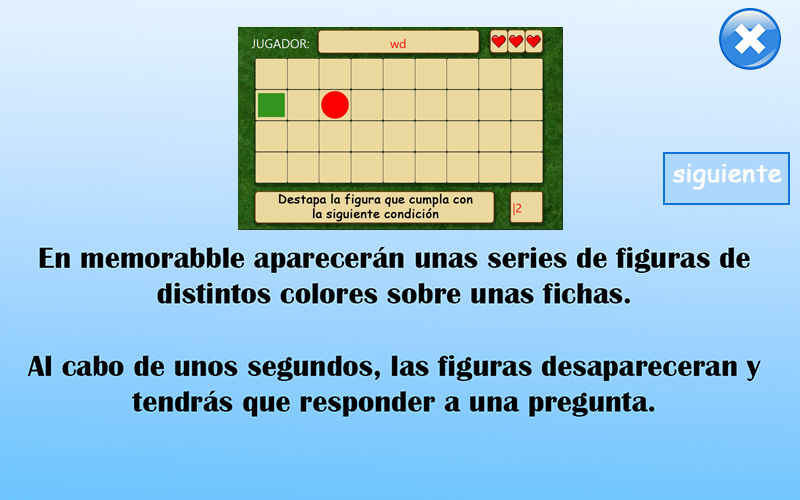 JUGADOR: wd
Destapa la figura que cumpla con
la siguiente condición
|2
siguiente
En memorabble aparecerán unas series de figuras de
distintos colores sobre unas fichas.
Al cabo de unos segundos, las figuras desapareceran y
tendrás que responder a una pregunta.